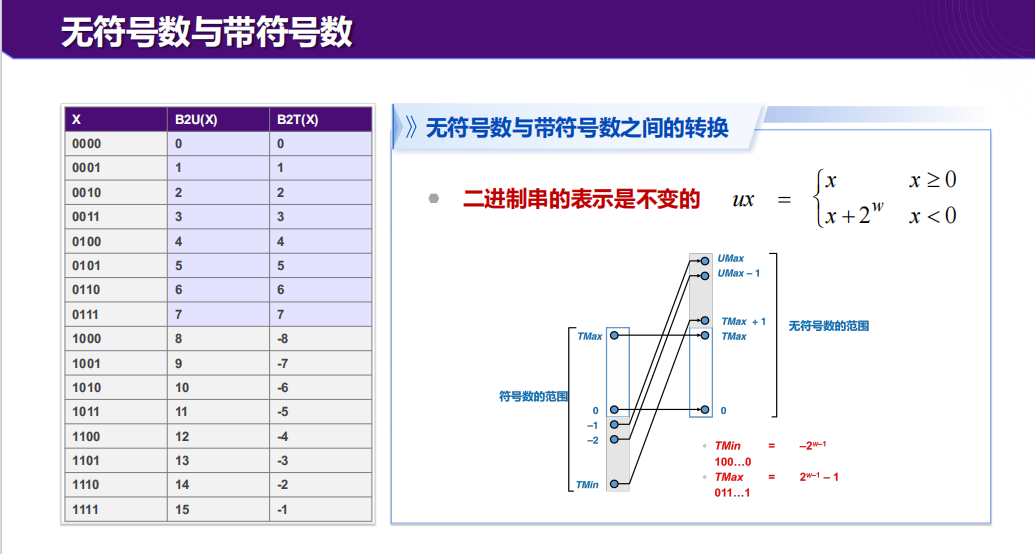 无符号数与带符号数
X B2U(X) B2T(X)
0000 0 0
0001 1 1
0010 2 2
0011 3 3
0100 4 4
0101 5 5
0110 6 6
0111 7 7
1000 8 -8
1001 9 -7
1010 10 -6
1011 11 -5
1100 12 -4
1101 13 -3
1110 14 -2
1111 15 -1
无符号数与带符号数之间的转换
二进制串的表示是不变的
ux = { x x ≥ 0
x + 2^w x < 0
UMax
UMax – 1
TMax + 1
TMax
0
无符号数的范围
TMax
0
–1
–2
TMin
符号数的范围
TMin = –2^w–1
100…0
TMax = 2^w–1 – 1
011…1